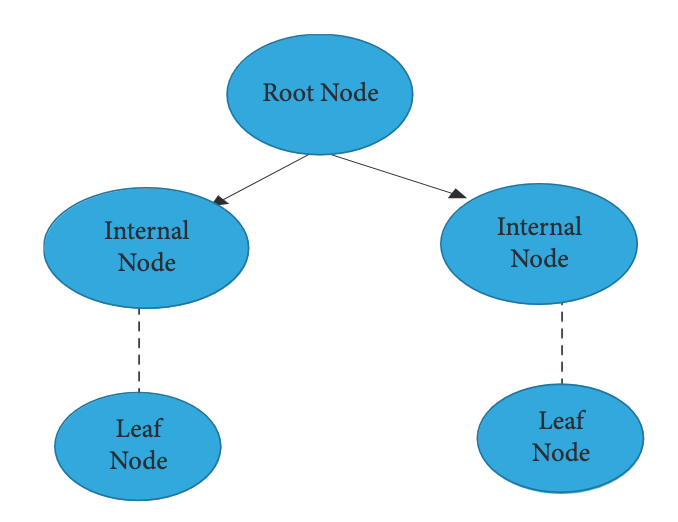 Root Node
Internal
Node
Internal
Node
Leaf
Node
Leaf
Node